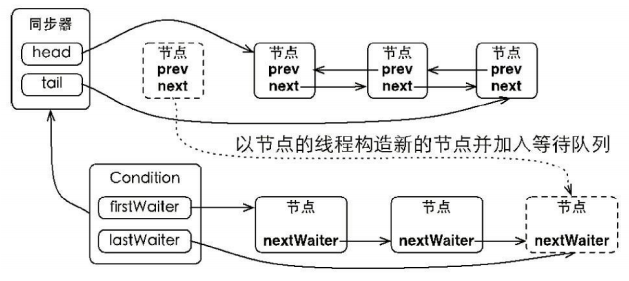 同步器
head
tail
节点
prev
next
节点
prev
next
节点
prev
next
节点
prev
next
以节点的线程构造新的节点并加入等待队列
Condition
firstWaiter
lastWaiter
节点
nextWaiter
节点
nextWaiter
节点
nextWaiter